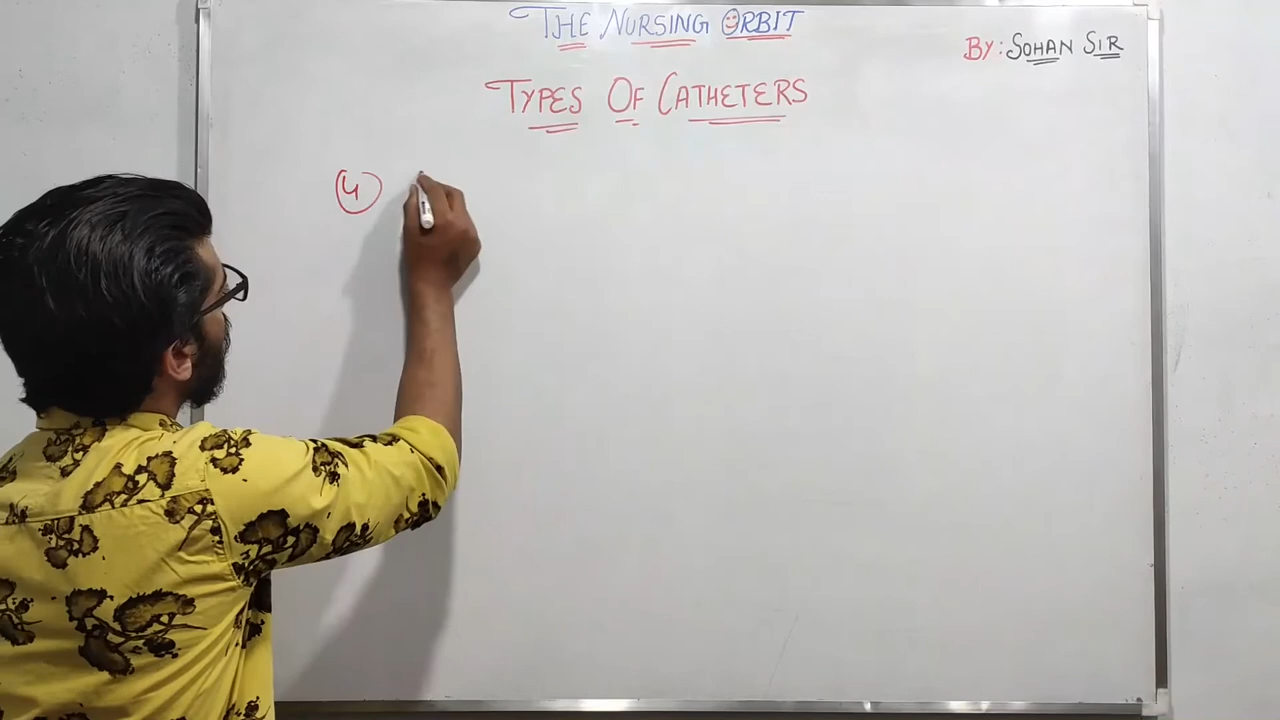 THE NURSING ORBIT
BY: SOHAN SIR
TYPES OF CATHETERS
4